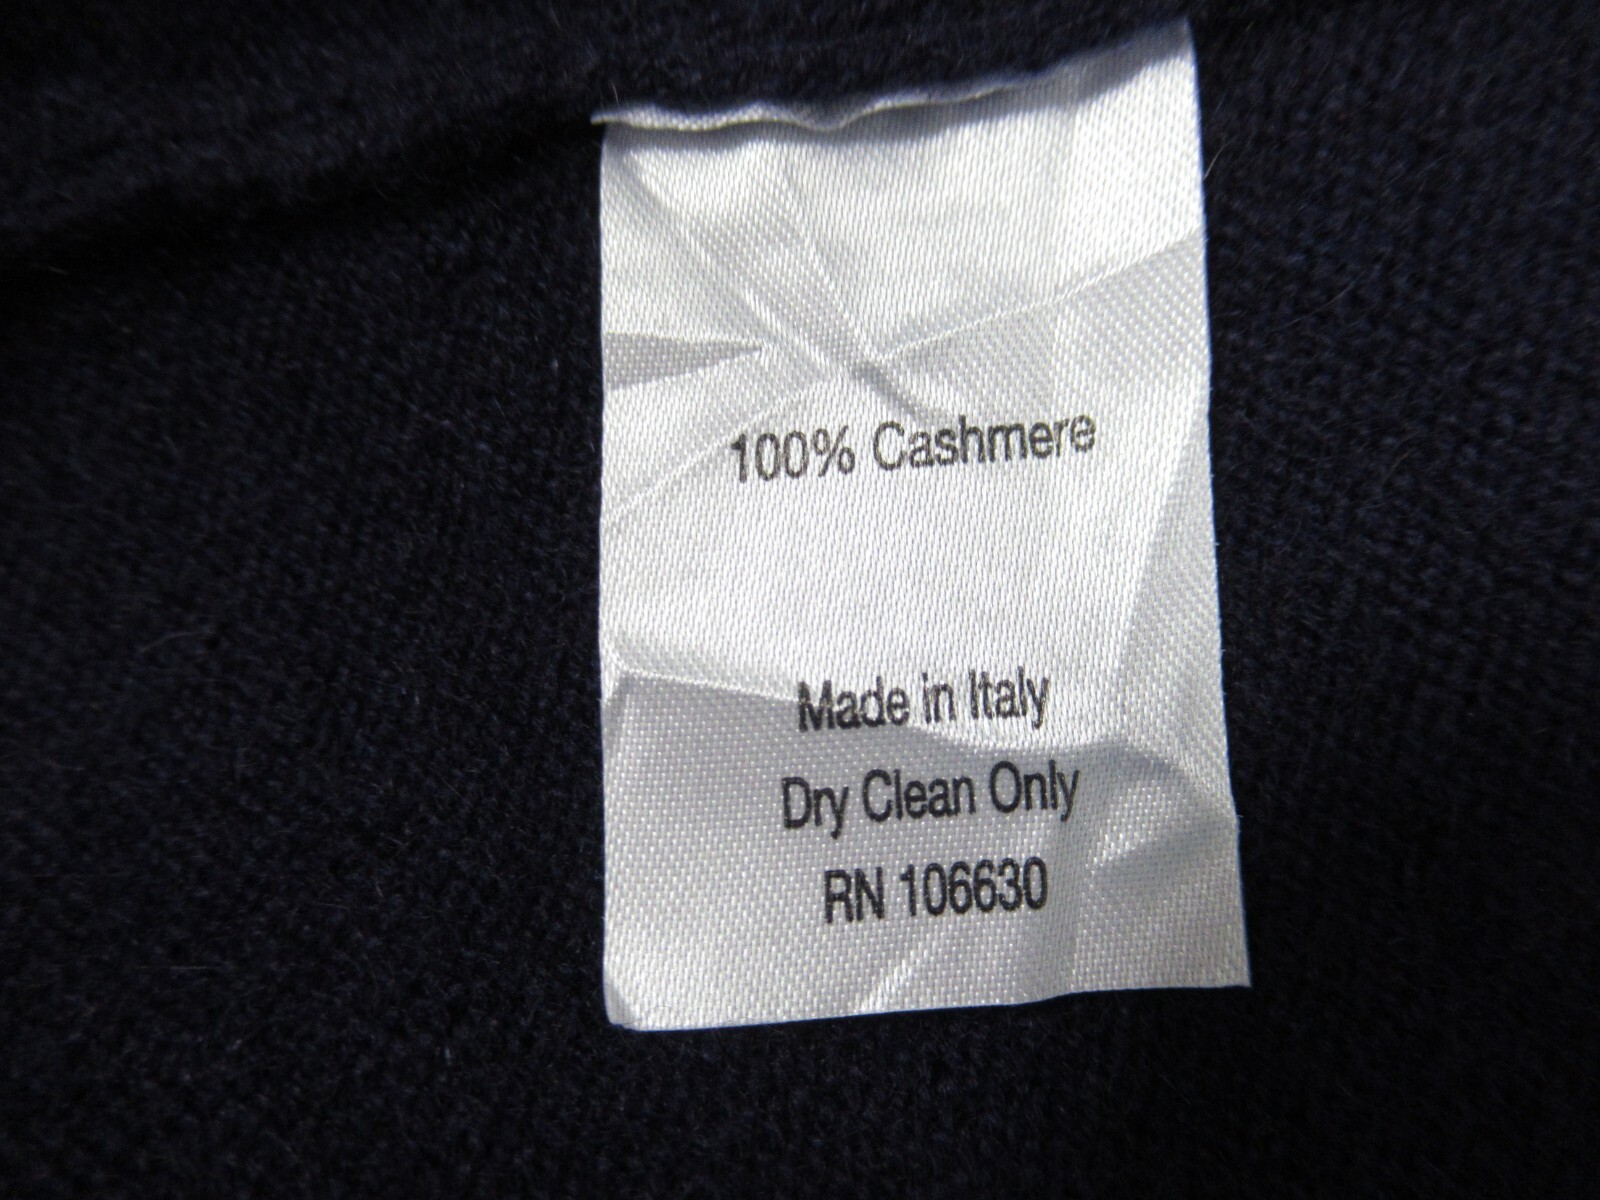 100% Cashmere
Made in Italy
Dry Clean Only
RN 106630